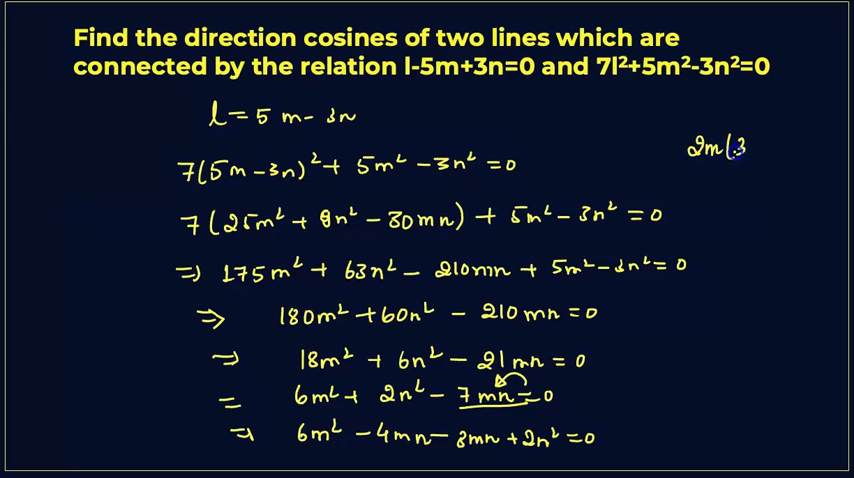 Find the direction cosines of two lines which are
connected by the relation l-5m+3n=0 and 7l²+5m²-3n²=0
l = 5m - 3n
7(5m - 3n)² + 5m² - 3n² = 0
2m(3
7(25m² + 9n² - 30mn) + 5m² - 3n² = 0
⇒ 175m² + 63n² - 210mn + 5m² - 3n² = 0
⇒ 180m² + 60n² - 210mn = 0
⇒ 18m² + 6n² - 21mn = 0
= 6m² + 2n² - 7mn = 0
⇒ 6m² - 4mn - 3mn + 2n² = 0